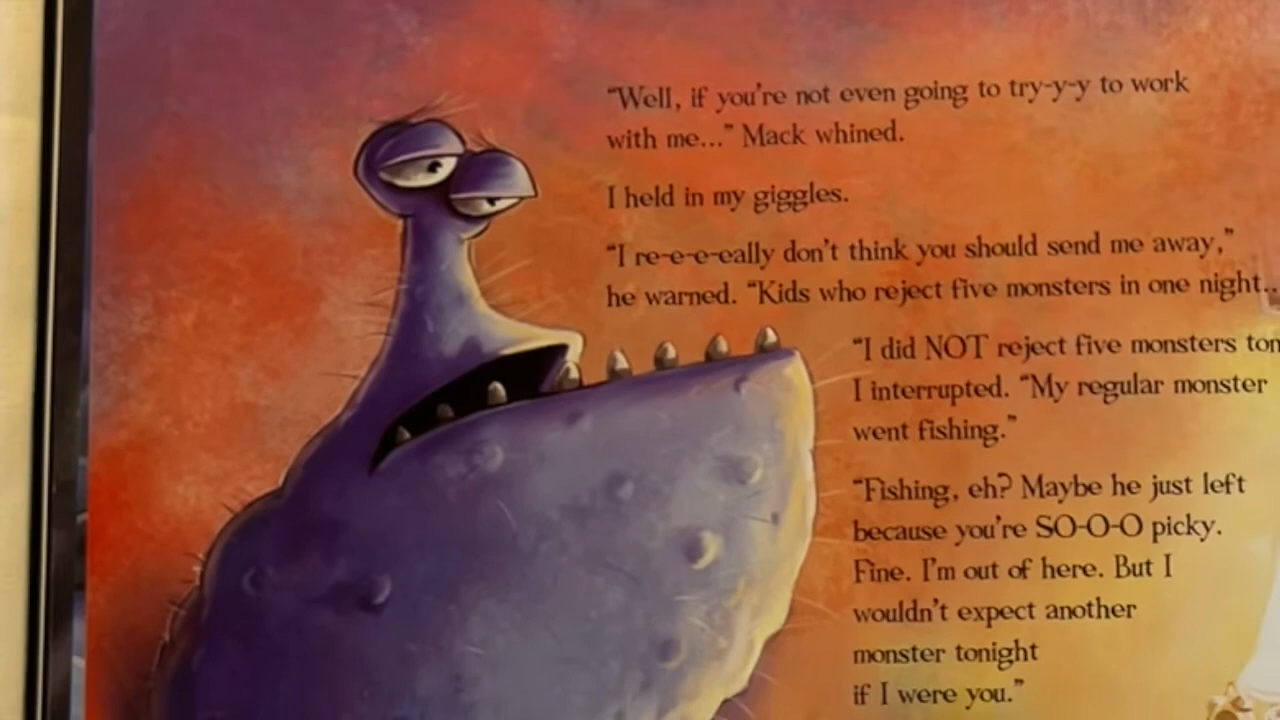 “Well, if you’re not even going to try-y-y to work
with me...” Mack whined.
I held in my giggles.
“I re-e-e-eally don’t think you should send me away,”
he warned. “Kids who reject five monsters in one night..
“I did NOT reject five monsters
I interrupted. “My regular monster
went fishing.”
“Fishing, eh? Maybe he just left
because you’re SO-O-O picky.
Fine. I’m out of here. But I
wouldn’t expect another
monster tonight
if I were you.”